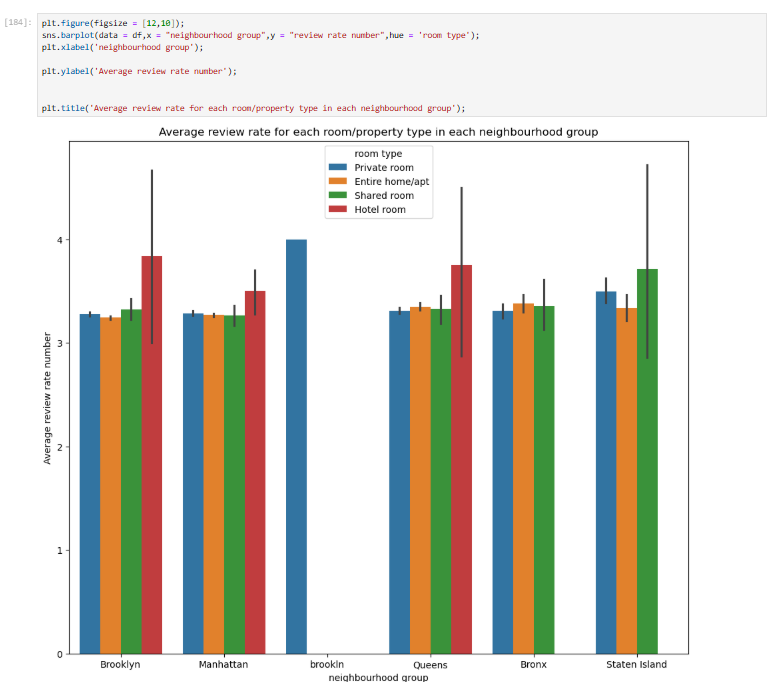 [184]:
plt.figure(figsize = [12,10]);
sns.barplot(data = df,x = "neighbourhood group",y = "review rate number",hue = 'room type');
plt.xlabel('neighbourhood group');
plt.ylabel('Average review rate number');
plt.title('Average review rate for each room/property type in each neighbourhood group');
Average review rate for each room/property type in each neighbourhood group
room type
Private room
Entire home/apt
Shared room
Hotel room
Average review rate number
4
3
2
1
0
Brooklyn Manhattan brookln Queens Bronx Staten Island
neighbourhood group